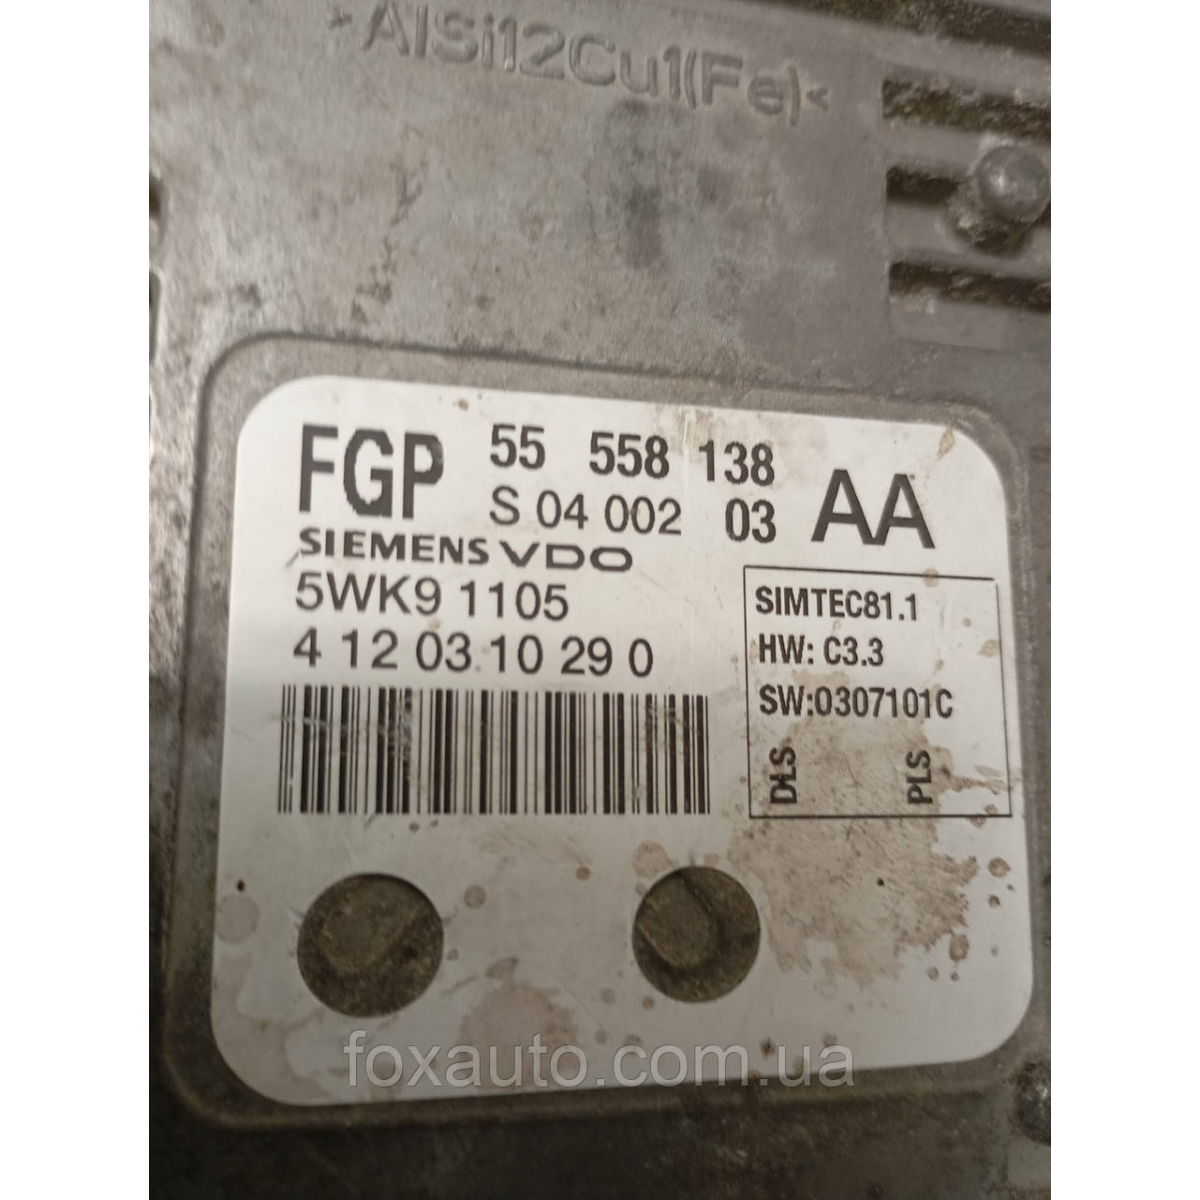 >AlSi12Cu1(Fe)<
FGP 55 558 138 AA
S 04 002 03
SIEMENS VDO
5WK9 1105
4 12 03 10 29 0
SIMTEC81.1
HW: C3.3
SW:0307101C
DLS PLS
foxauto.com.ua